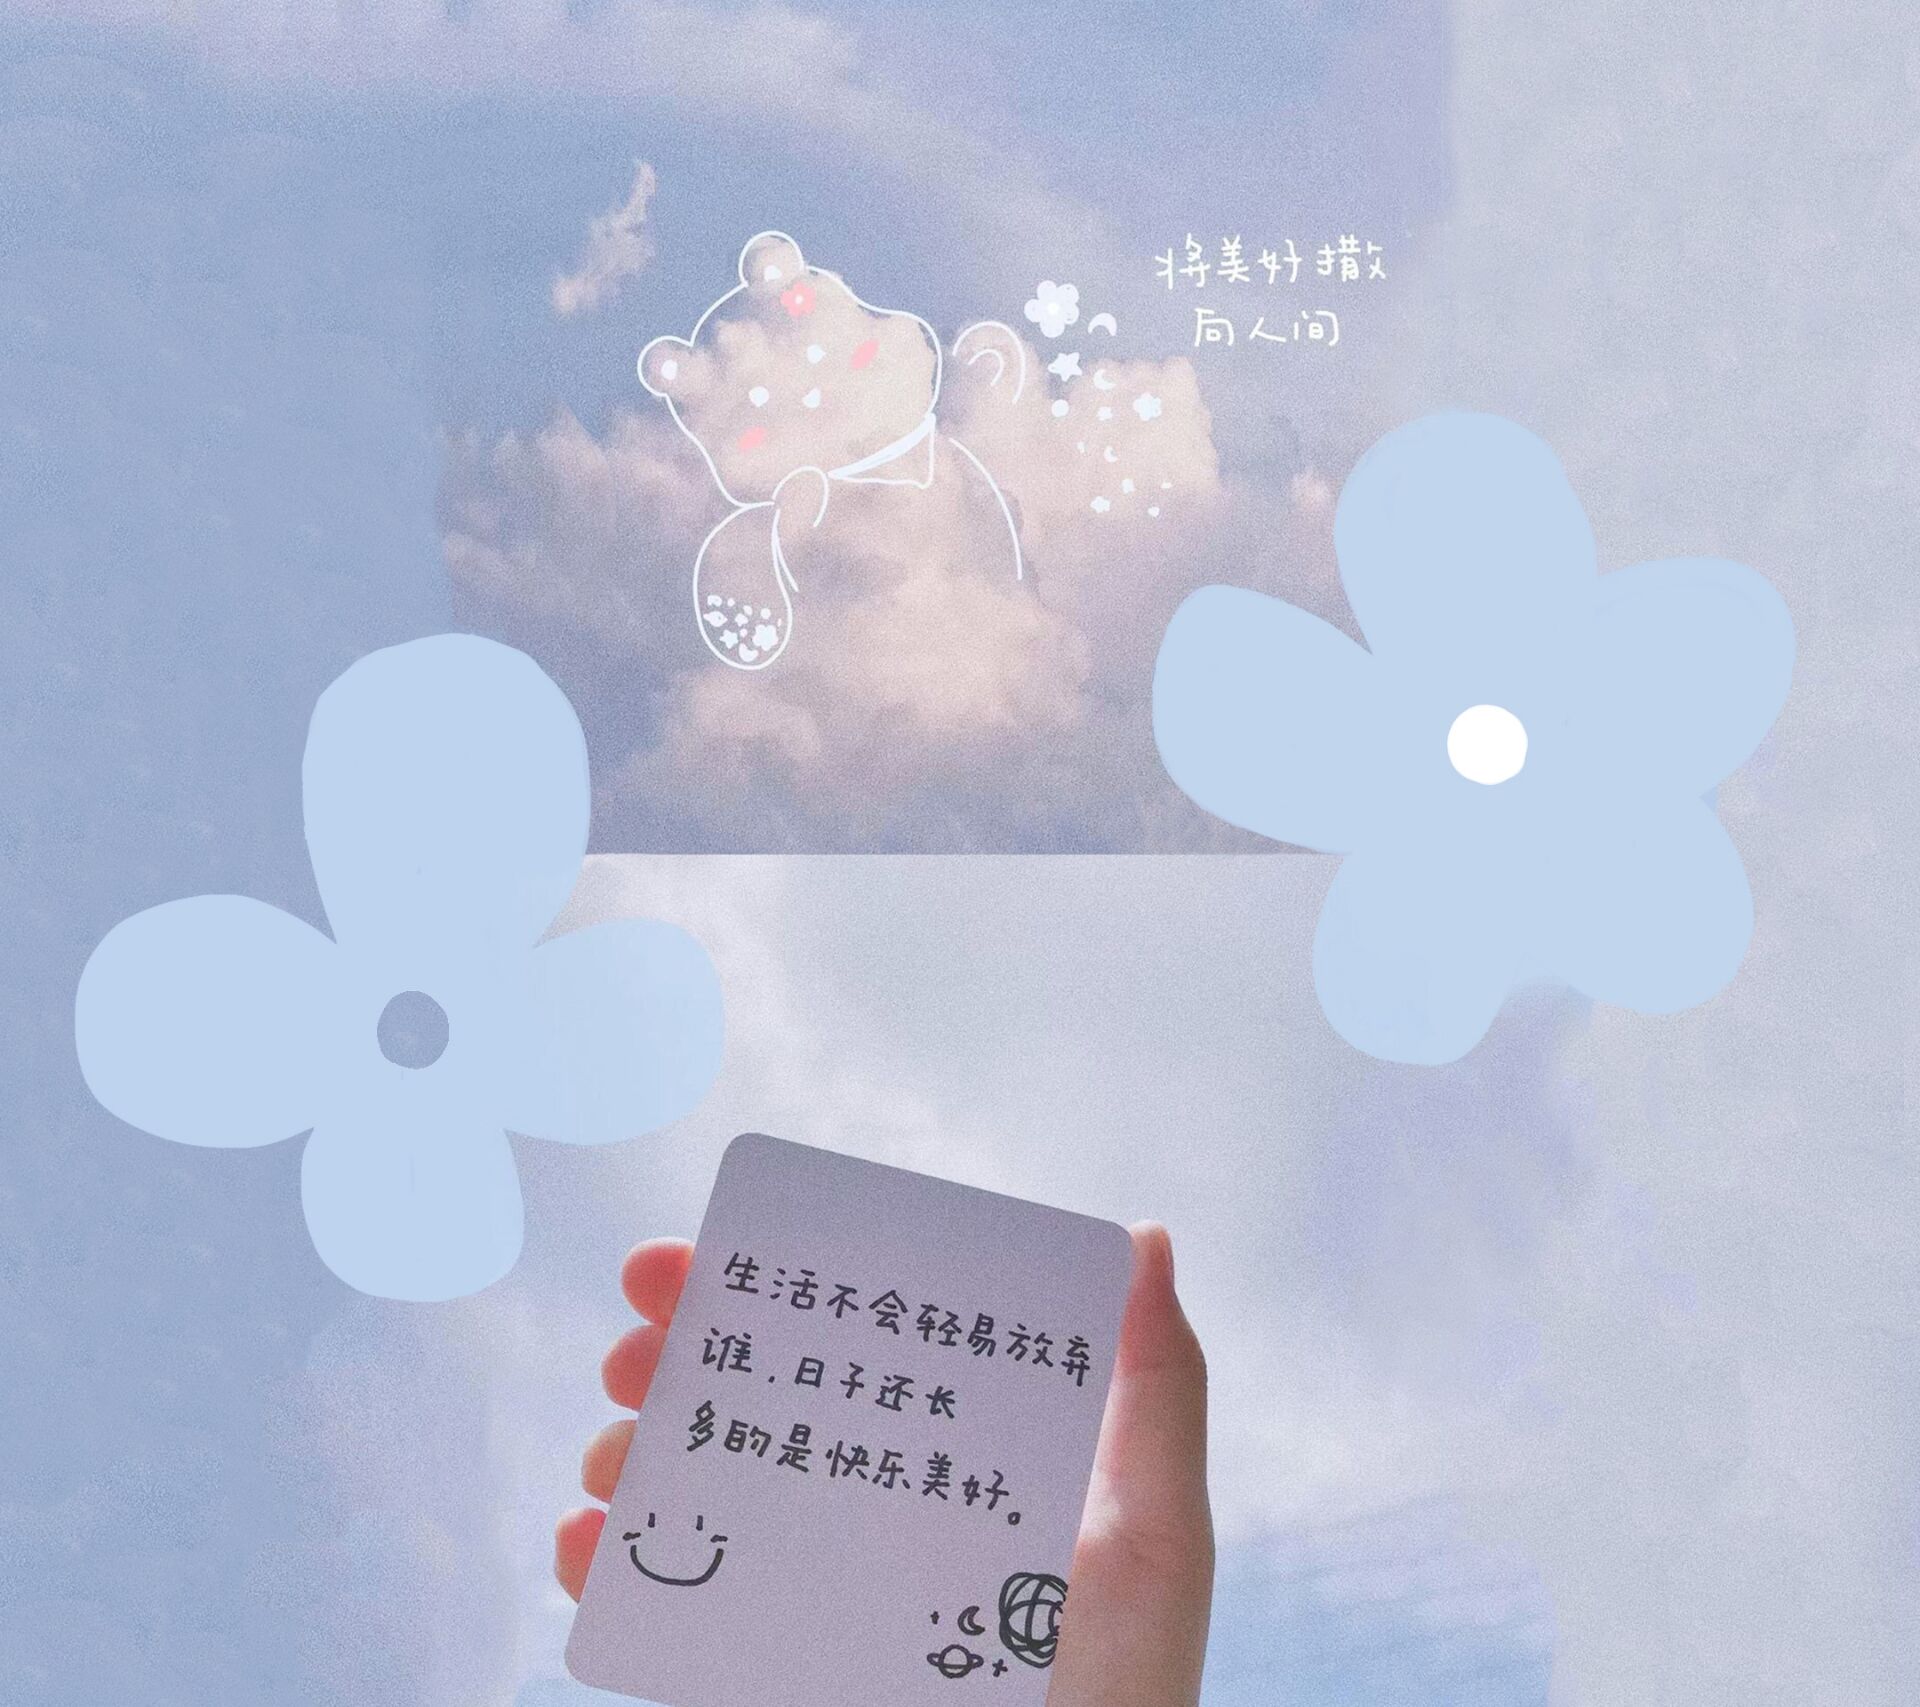 将美好撒
向人间
生活不会轻易放弃
谁，日子还长
多的是快乐美好。